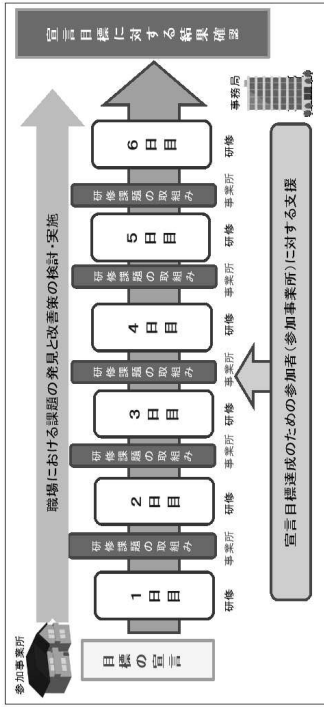 参加事業所
職場における課題の発見と改善策の検討・実施
目標の宣言
1日目
研修
研修課題の取組み
事業所
2日目
研修
研修課題の取組み
事業所
3日目
研修
研修課題の取組み
事業所
4日目
研修
研修課題の取組み
事業所
5日目
研修
研修課題の取組み
事業所
6日目
研修
宣言目標に対する結果確認
宣言目標達成のための参加者(参加事業所)に対する支援
事務局